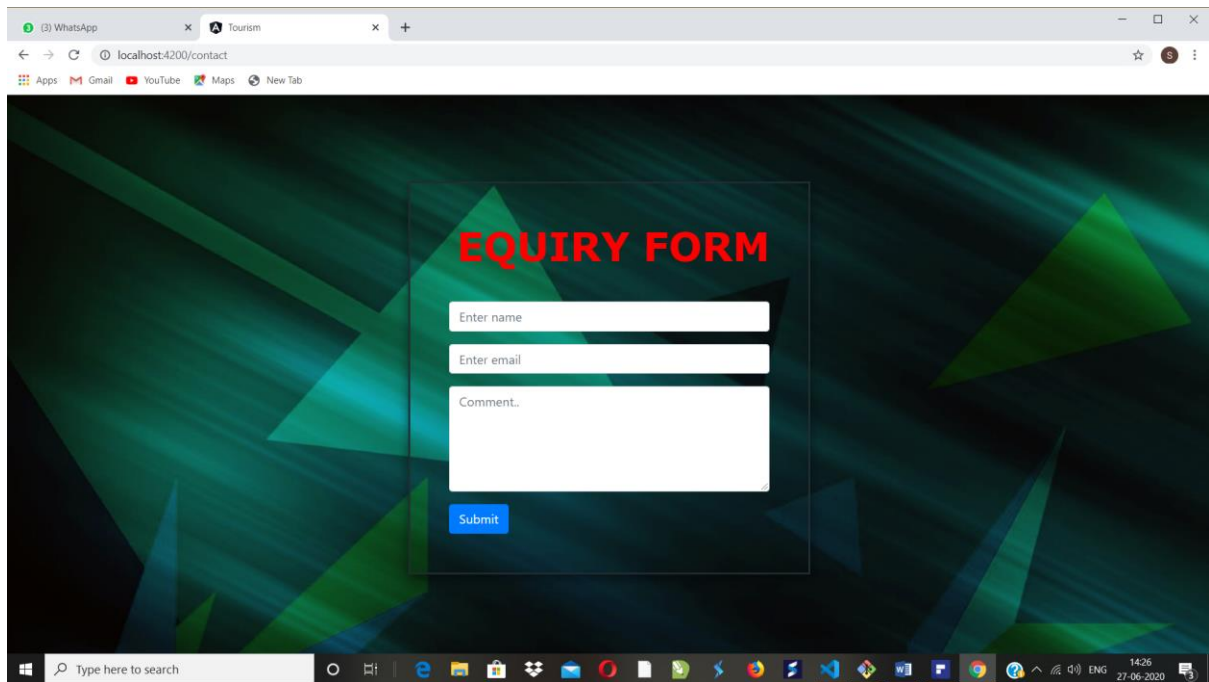 (3) WhatsApp
Tourism
localhost:4200/contact
S
Apps Gmail YouTube Maps New Tab
EQUIRY FORM
Enter name
Enter email
Comment..
Submit
Type here to search
ENG
14:26
27-06-2020
3